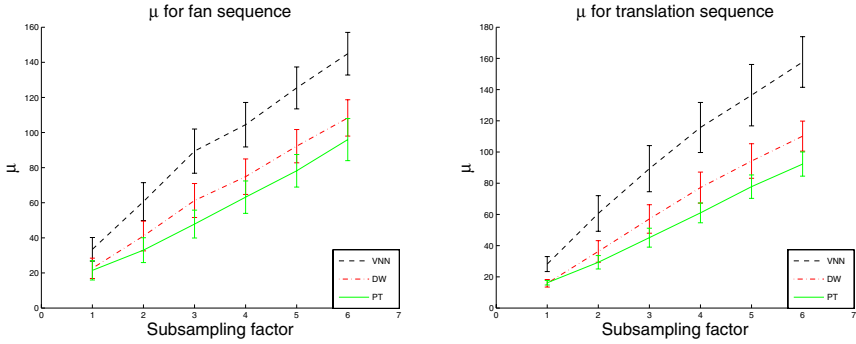 μ for fan sequence
160
140
120
100
80
60
40
20
0
μ
0 1 2 3 4 5 6 7
Subsampling factor
VNN
DW
PT
μ for translation sequence
180
160
140
120
100
80
60
40
20
0
μ
0 1 2 3 4 5 6 7
Subsampling factor
VNN
DW
PT